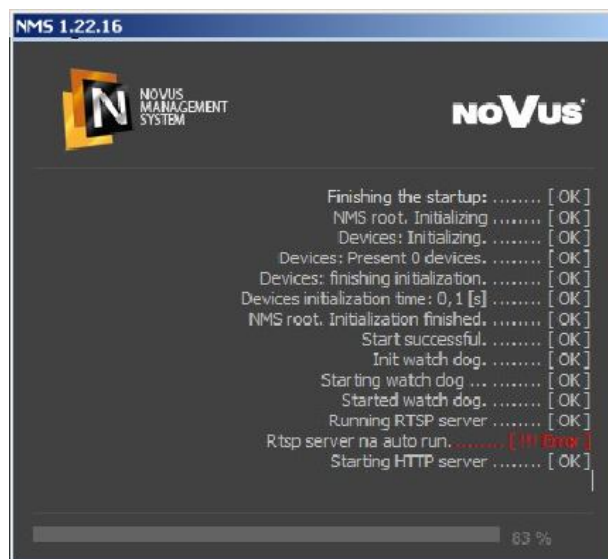 NMS 1.22.16
N
NOVUS
MANAGEMENT
SYSTEM
NOVUS
Finishing the startup: ........ [ OK ]
NMS root. Initializing ........ [ OK ]
Devices: Initializing. ........ [ OK ]
Devices: Present 0 devices. ........ [ OK ]
Devices: finishing initialization. ........ [ OK ]
Devices initialization time: 0,1 [s] ........ [ OK ]
NMS root. Initialization finished. ........ [ OK ]
Start successful. ........ [ OK ]
Init watch dog. ........ [ OK ]
Starting watch dog ... ........ [ OK ]
Started watch dog. ........ [ OK ]
Running RTSP server ........ [ OK ]
Rtsp server na auto run. ........ [ !!! Error ]
Starting HTTP server ........ [ OK ]
83 %